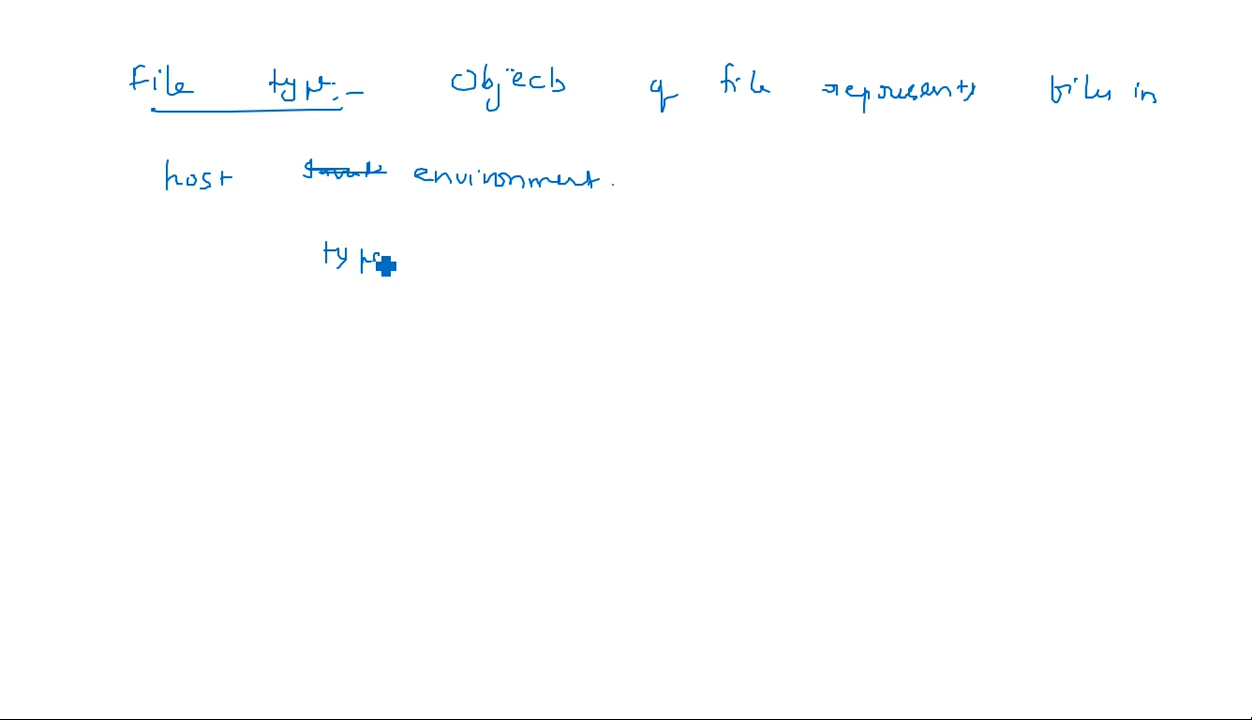 File type:- Objects of file represents files in
host environment.
type